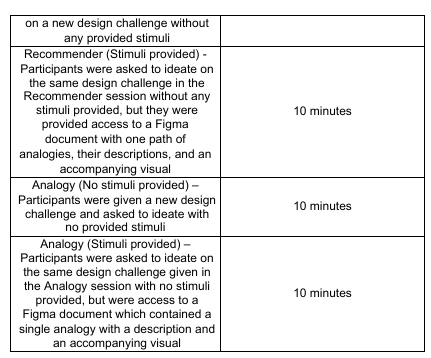 on a new design challenge without
any provided stimuli
Recommender (Stimuli provided) -
Participants were asked to ideate on
the same design challenge in the
Recommender session without any
stimuli provided, but they were
provided access to a Figma
document with one path of
analogies, their descriptions, and an
accompanying visual
10 minutes
Analogy (No stimuli provided) –
Participants were given a new design
challenge and asked to ideate with
no provided stimuli
10 minutes
Analogy (Stimuli provided) –
Participants were asked to ideate on
the same design challenge given in
the Analogy session with no stimuli
provided, but were access to a
Figma document which contained a
single analogy with a description and
an accompanying visual
10 minutes